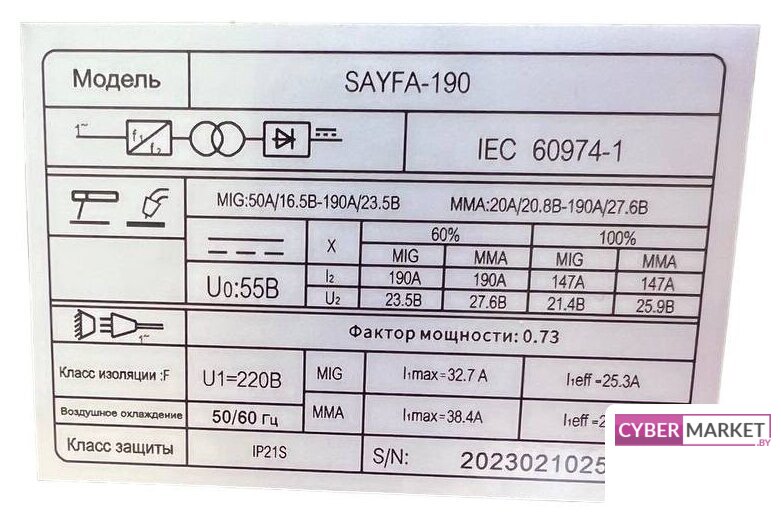 Модель SAYFA-190
1~ f1 f2 IEC 60974-1
MIG:50A/16.5B-190A/23.5B MMA:20A/20.8B-190A/27.6B
X 60% 100%
MIG MMA MIG MMA
U0:55B I2 190A 190A 147A 147A
U2 23.5B 27.6B 21.4B 25.9B
1~ Фактор мощности: 0.73
Класс изоляции :F U1=220B MIG I1max=32.7 A I1eff =25.3A
Воздушное охлаждение 50/60 Гц MMA I1max=38.4A I1eff =2
Класс защиты IP21S S/N: 2023021025
CYBER MARKET .BY